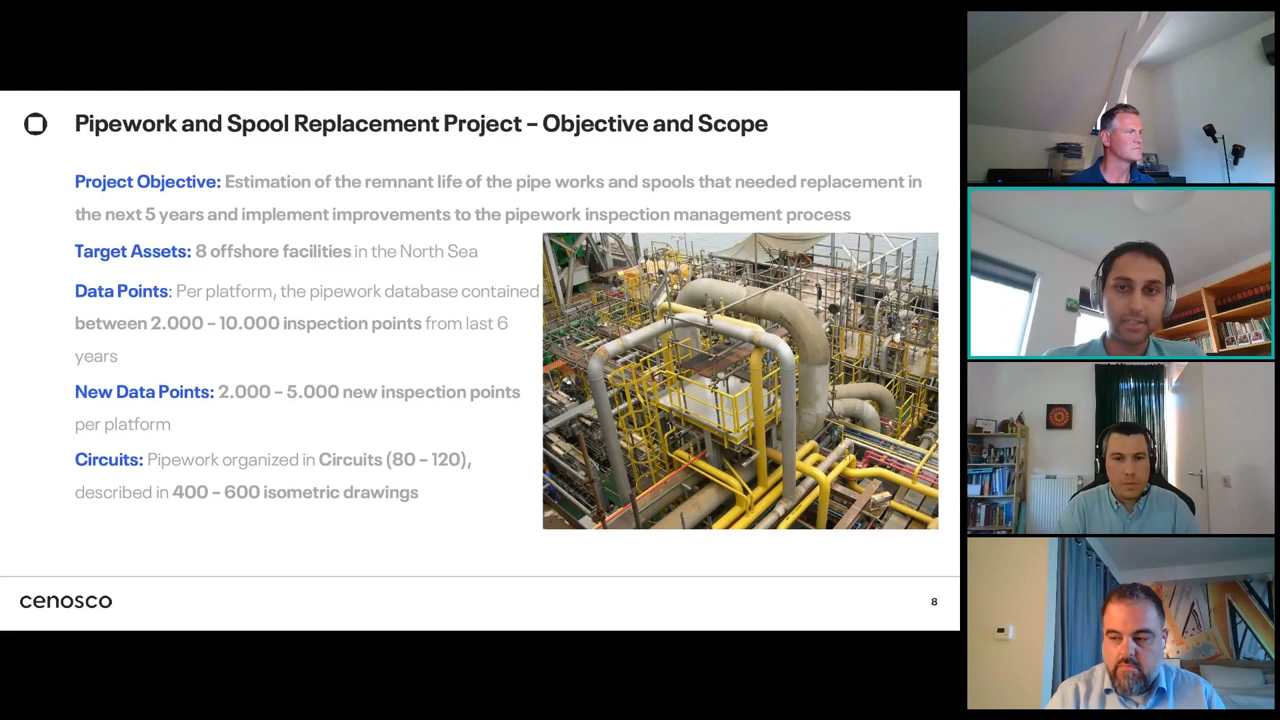 Pipework and Spool Replacement Project – Objective and Scope
Project Objective: Estimation of the remnant life of the pipe works and spools that needed replacement in
the next 5 years and implement improvements to the pipework inspection management process
Target Assets: 8 offshore facilities in the North Sea
Data Points: Per platform, the pipework database contained
between 2.000 – 10.000 inspection points from last 6
years
New Data Points: 2.000 – 5.000 new inspection points
per platform
Circuits: Pipework organized in Circuits (80 – 120),
described in 400 – 600 isometric drawings
cenosco
8